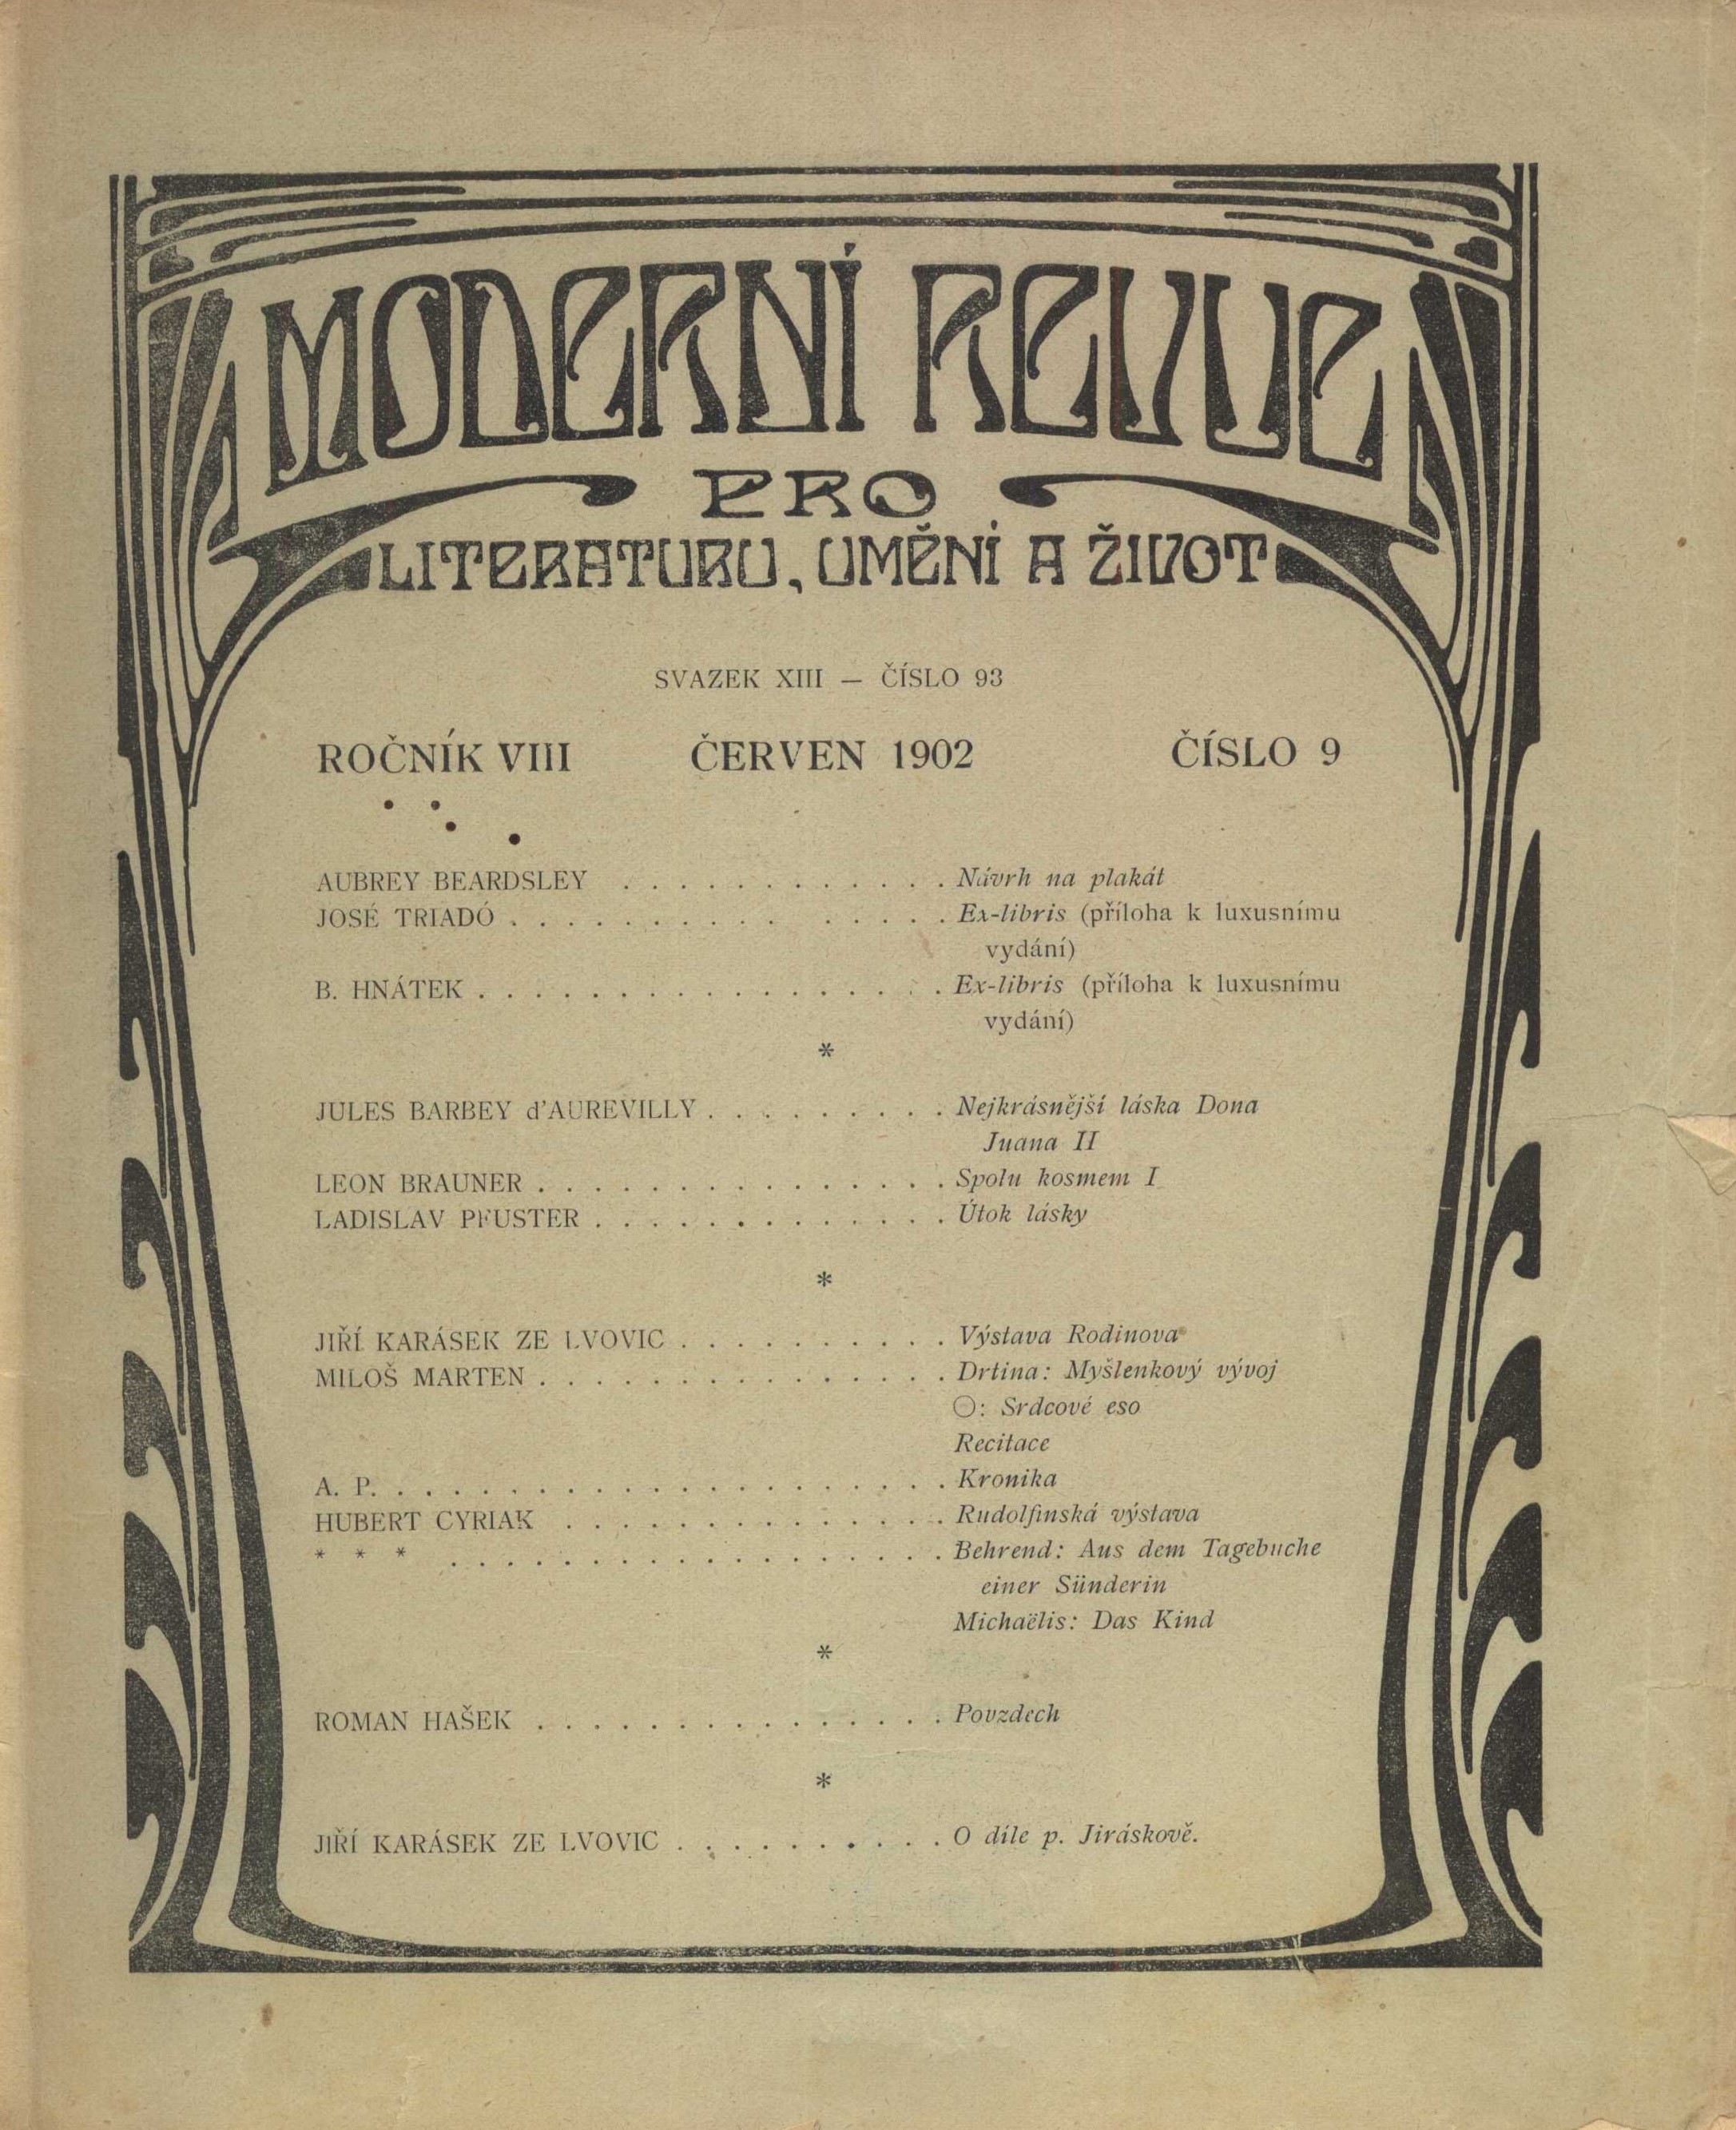 MODERNÍ REVUE
PRO
LITERATURU, UMĚNÍ A ŽIVOT
SVAZEK XIII — ČÍSLO 93
ROČNÍK VIII ČERVEN 1902 ČÍSLO 9
AUBREY BEARDSLEY . . . . . . . . . . . . Návrh na plakát
JOSÉ TRIADÓ . . . . . . . . . . . . . . . Ex-libris (příloha k luxusnímu
vydání)
B. HNÁTEK . . . . . . . . . . . . . . . . . Ex-libris (příloha k luxusnímu
vydání)
*
JULES BARBEY d'AUREVILLY . . . . . . . . . Nejkrásnější láska Dona
Juana II
LEON BRAUNER . . . . . . . . . . . . . . . Spolu kosmem I
LADISLAV PFUSTER . . . . . . . . . . . . . Útok lásky
*
JIŘÍ KARÁSEK ZE LVOVIC . . . . . . . . . . Výstava Rodinova
MILOŠ MARTEN . . . . . . . . . . . . . . . Drtina: Myšlenkový vývoj
O: Srdcové eso
Recitace
A. P. . . . . . . . . . . . . . . . . . . . . Kronika
HUBERT CYRIAK . . . . . . . . . . . . . . Rudolfinská výstava
* * * . . . . . . . . . . . . . . . . . . Behrend: Aus dem Tagebuche
einer Sünderin
Michaëlis: Das Kind
*
ROMAN HAŠEK . . . . . . . . . . . . . . . Povzdech
*
JIŘÍ KARÁSEK ZE LVOVIC . . . . . . . . . . O díle p. Jiráskově.